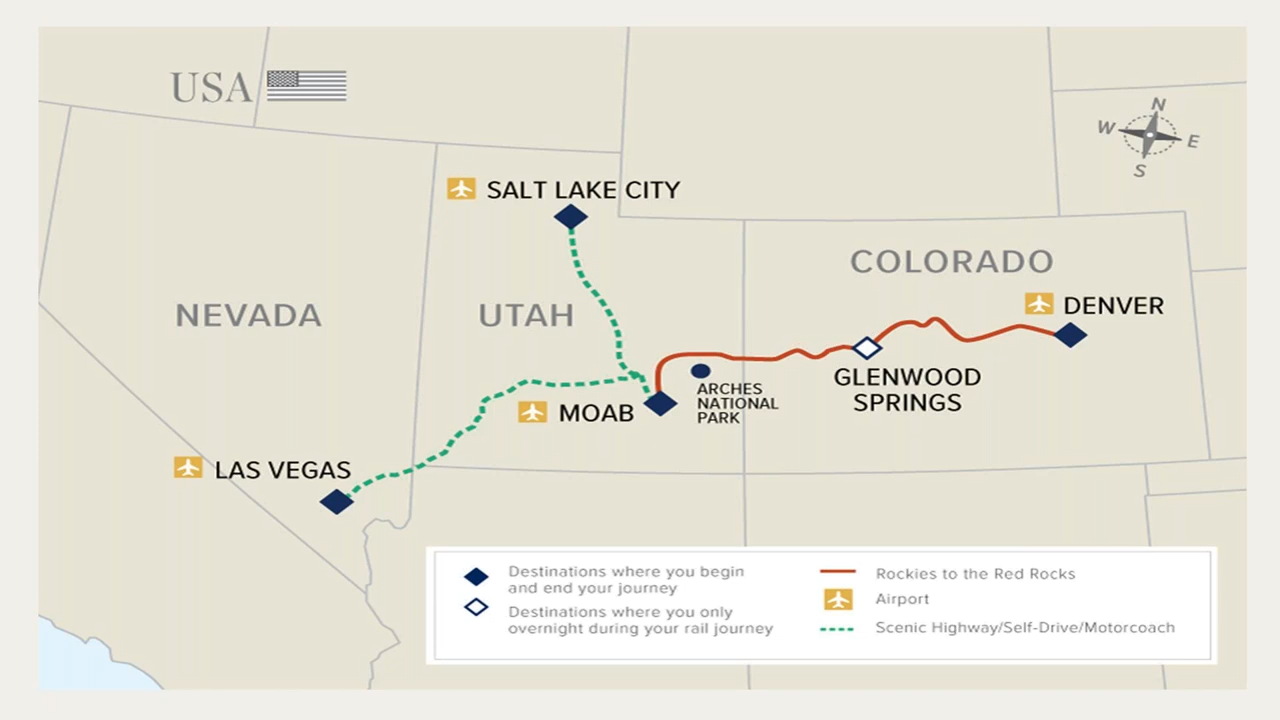 USA
N
W
E
S
SALT LAKE CITY
COLORADO
NEVADA
UTAH
DENVER
GLENWOOD
SPRINGS
ARCHES
NATIONAL
PARK
MOAB
LAS VEGAS
Destinations where you begin
and end your journey
Destinations where you only
overnight during your rail journey
Rockies to the Red Rocks
Airport
Scenic Highway/Self-Drive/Motorcoach